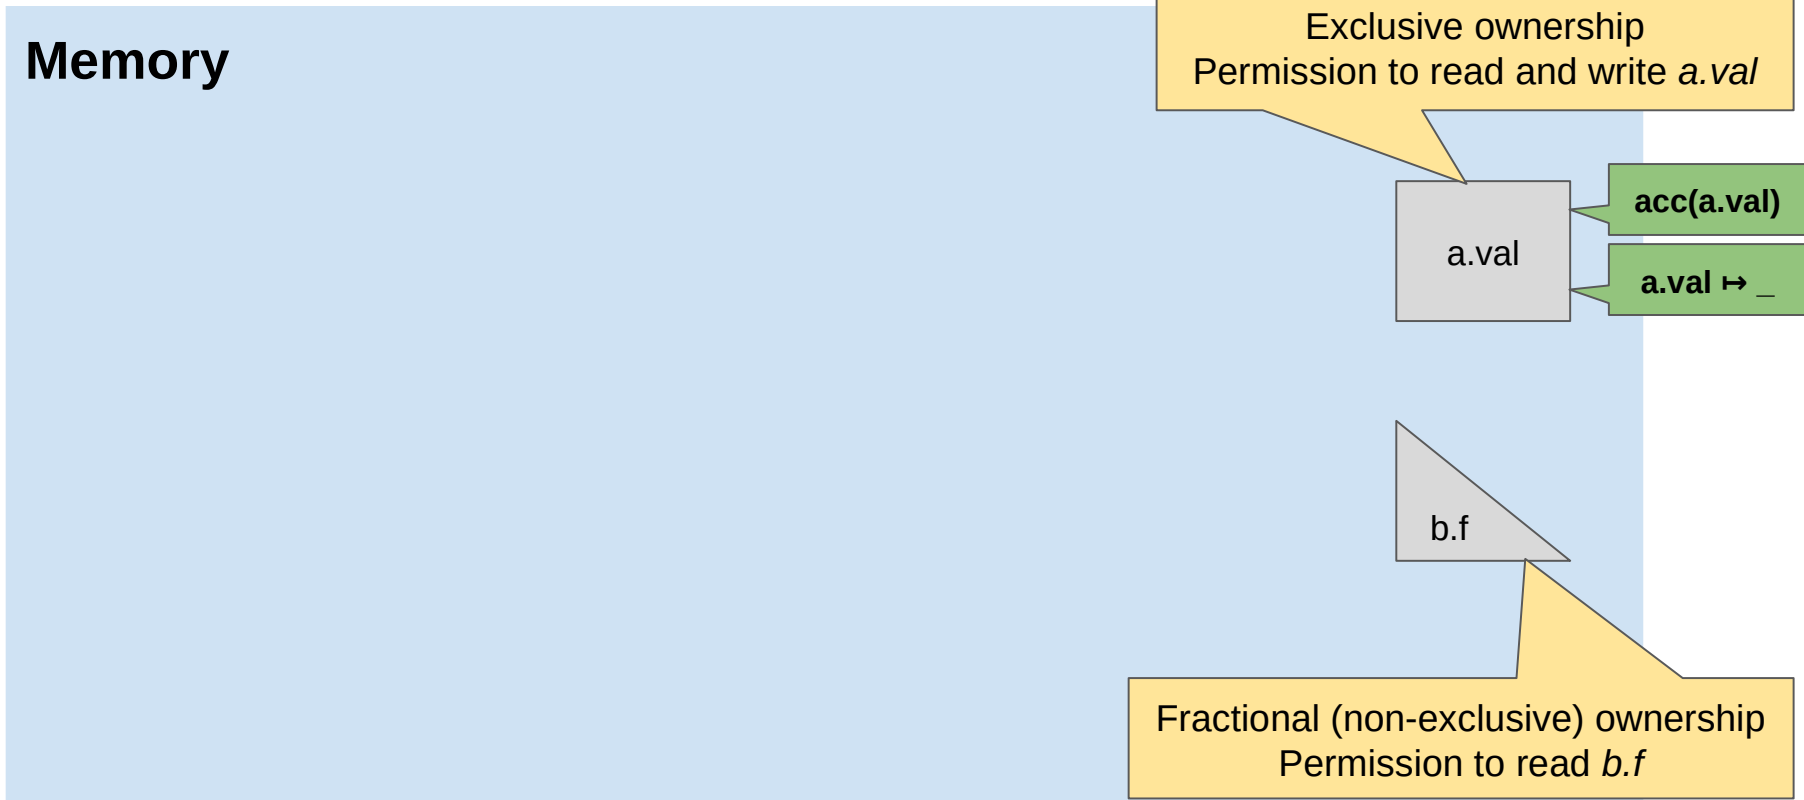 Memory
Exclusive ownership
Permission to read and write a.val
acc(a.val)
a.val
a.val ↦ _
b.f
Fractional (non-exclusive) ownership
Permission to read b.f